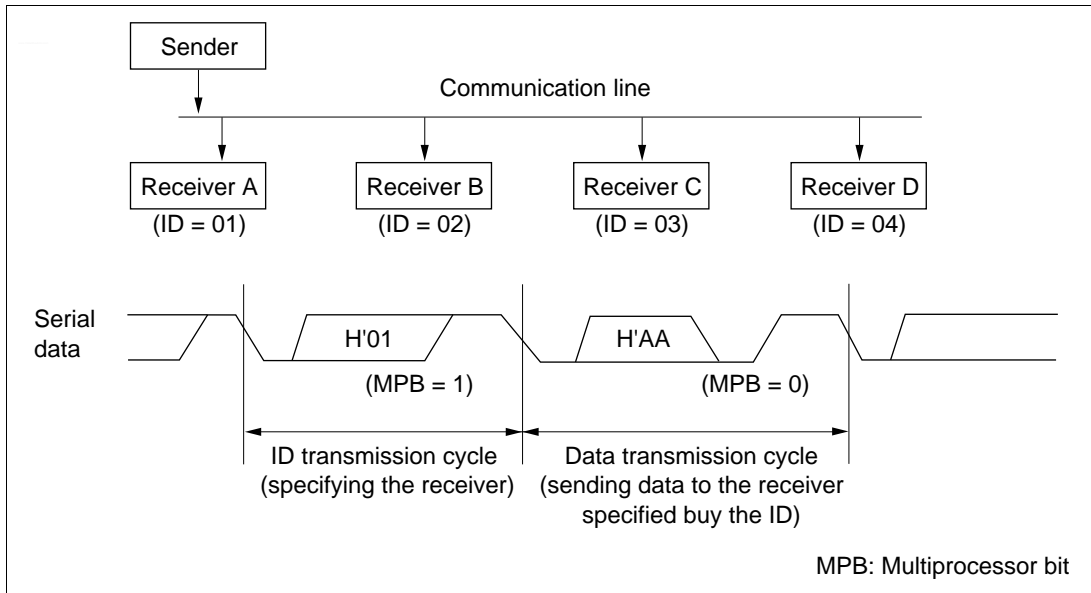 Sender
Communication line
Receiver A
Receiver B
Receiver C
Receiver D
(ID = 01)
(ID = 02)
(ID = 03)
(ID = 04)
Serial
data
H'01
H'AA
(MPB = 1)
(MPB = 0)
ID transmission cycle
(specifying the receiver)
Data transmission cycle
(sending data to the receiver
specified buy the ID)
MPB: Multiprocessor bit